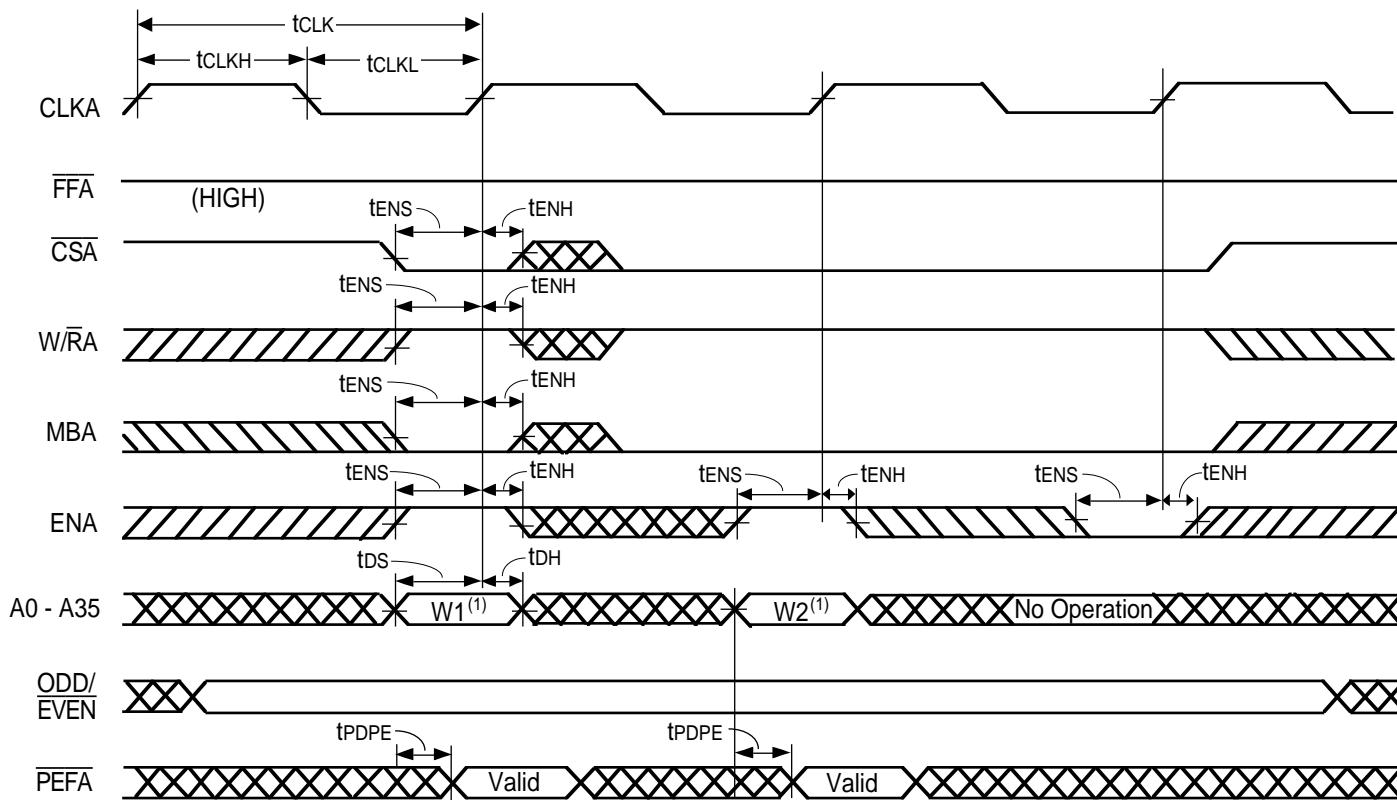 tCLK
tCLKH tCLKL
CLKA
FFA
(HIGH)
tENS tENH
CSA
tENS tENH
W/RA
tENS tENH
MBA
tENS tENH tENS tENH tENS tENH
ENA
tDS tDH
A0 - A35 W1(1) W2(1) No Operation
ODD/
EVEN
tPDPE tPDPE
PEFA Valid Valid